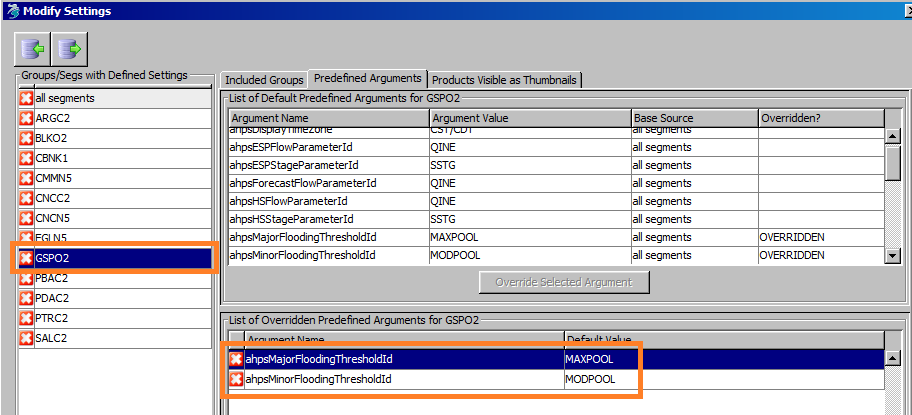 Modify Settings
Groups/Segs with Defined Settings
all segments
ARGC2
BLKO2
CBNK1
CMMN5
CNCC2
CNCN5
EGLN5
GSPO2
PBAC2
PDAC2
PTRC2
SALC2
Included Groups Predefined Arguments Products Visible as Thumbnails
List of Default Predefined Arguments for GSPO2
Argument Name Argument Value Base Source Overridden?
ahpsDisplayTimeZone CST/CDT all segments
ahpsESPFlowParameterId QINE all segments
ahpsESPStageParameterId SSTG all segments
ahpsForecastFlowParameterId QINE all segments
ahpsHSFlowParameterId QINE all segments
ahpsHSStageParameterId SSTG all segments
ahpsMajorFloodingThresholdId MAXPOOL all segments OVERRIDDEN
ahpsMinorFloodingThresholdId MODPOOL all segments OVERRIDDEN
Override Selected Argument
List of Overridden Predefined Arguments for GSPO2
Argument Name Default Value
ahpsMajorFloodingThresholdId MAXPOOL
ahpsMinorFloodingThresholdId MODPOOL